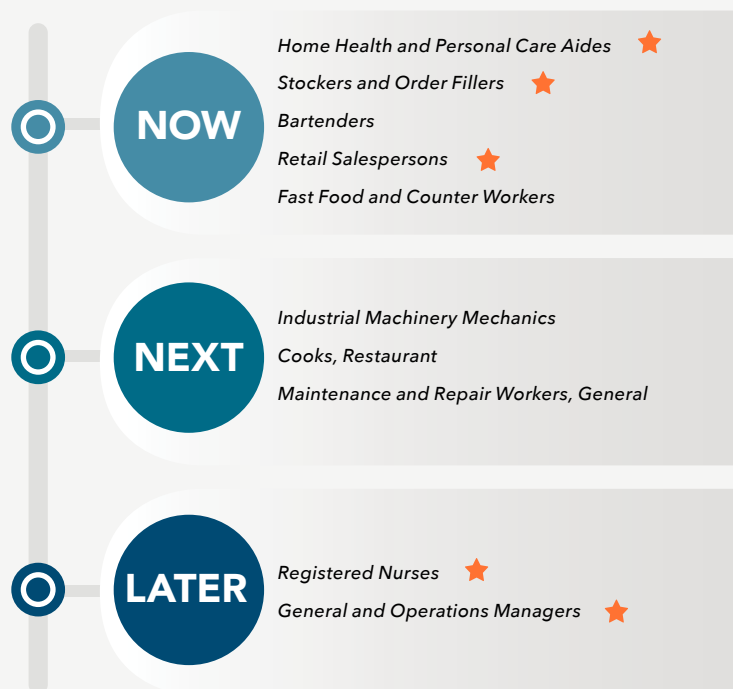 NOW
Home Health and Personal Care Aides
Stockers and Order Fillers
Bartenders
Retail Salespersons
Fast Food and Counter Workers
NEXT
Industrial Machinery Mechanics
Cooks, Restaurant
Maintenance and Repair Workers, General
LATER
Registered Nurses
General and Operations Managers